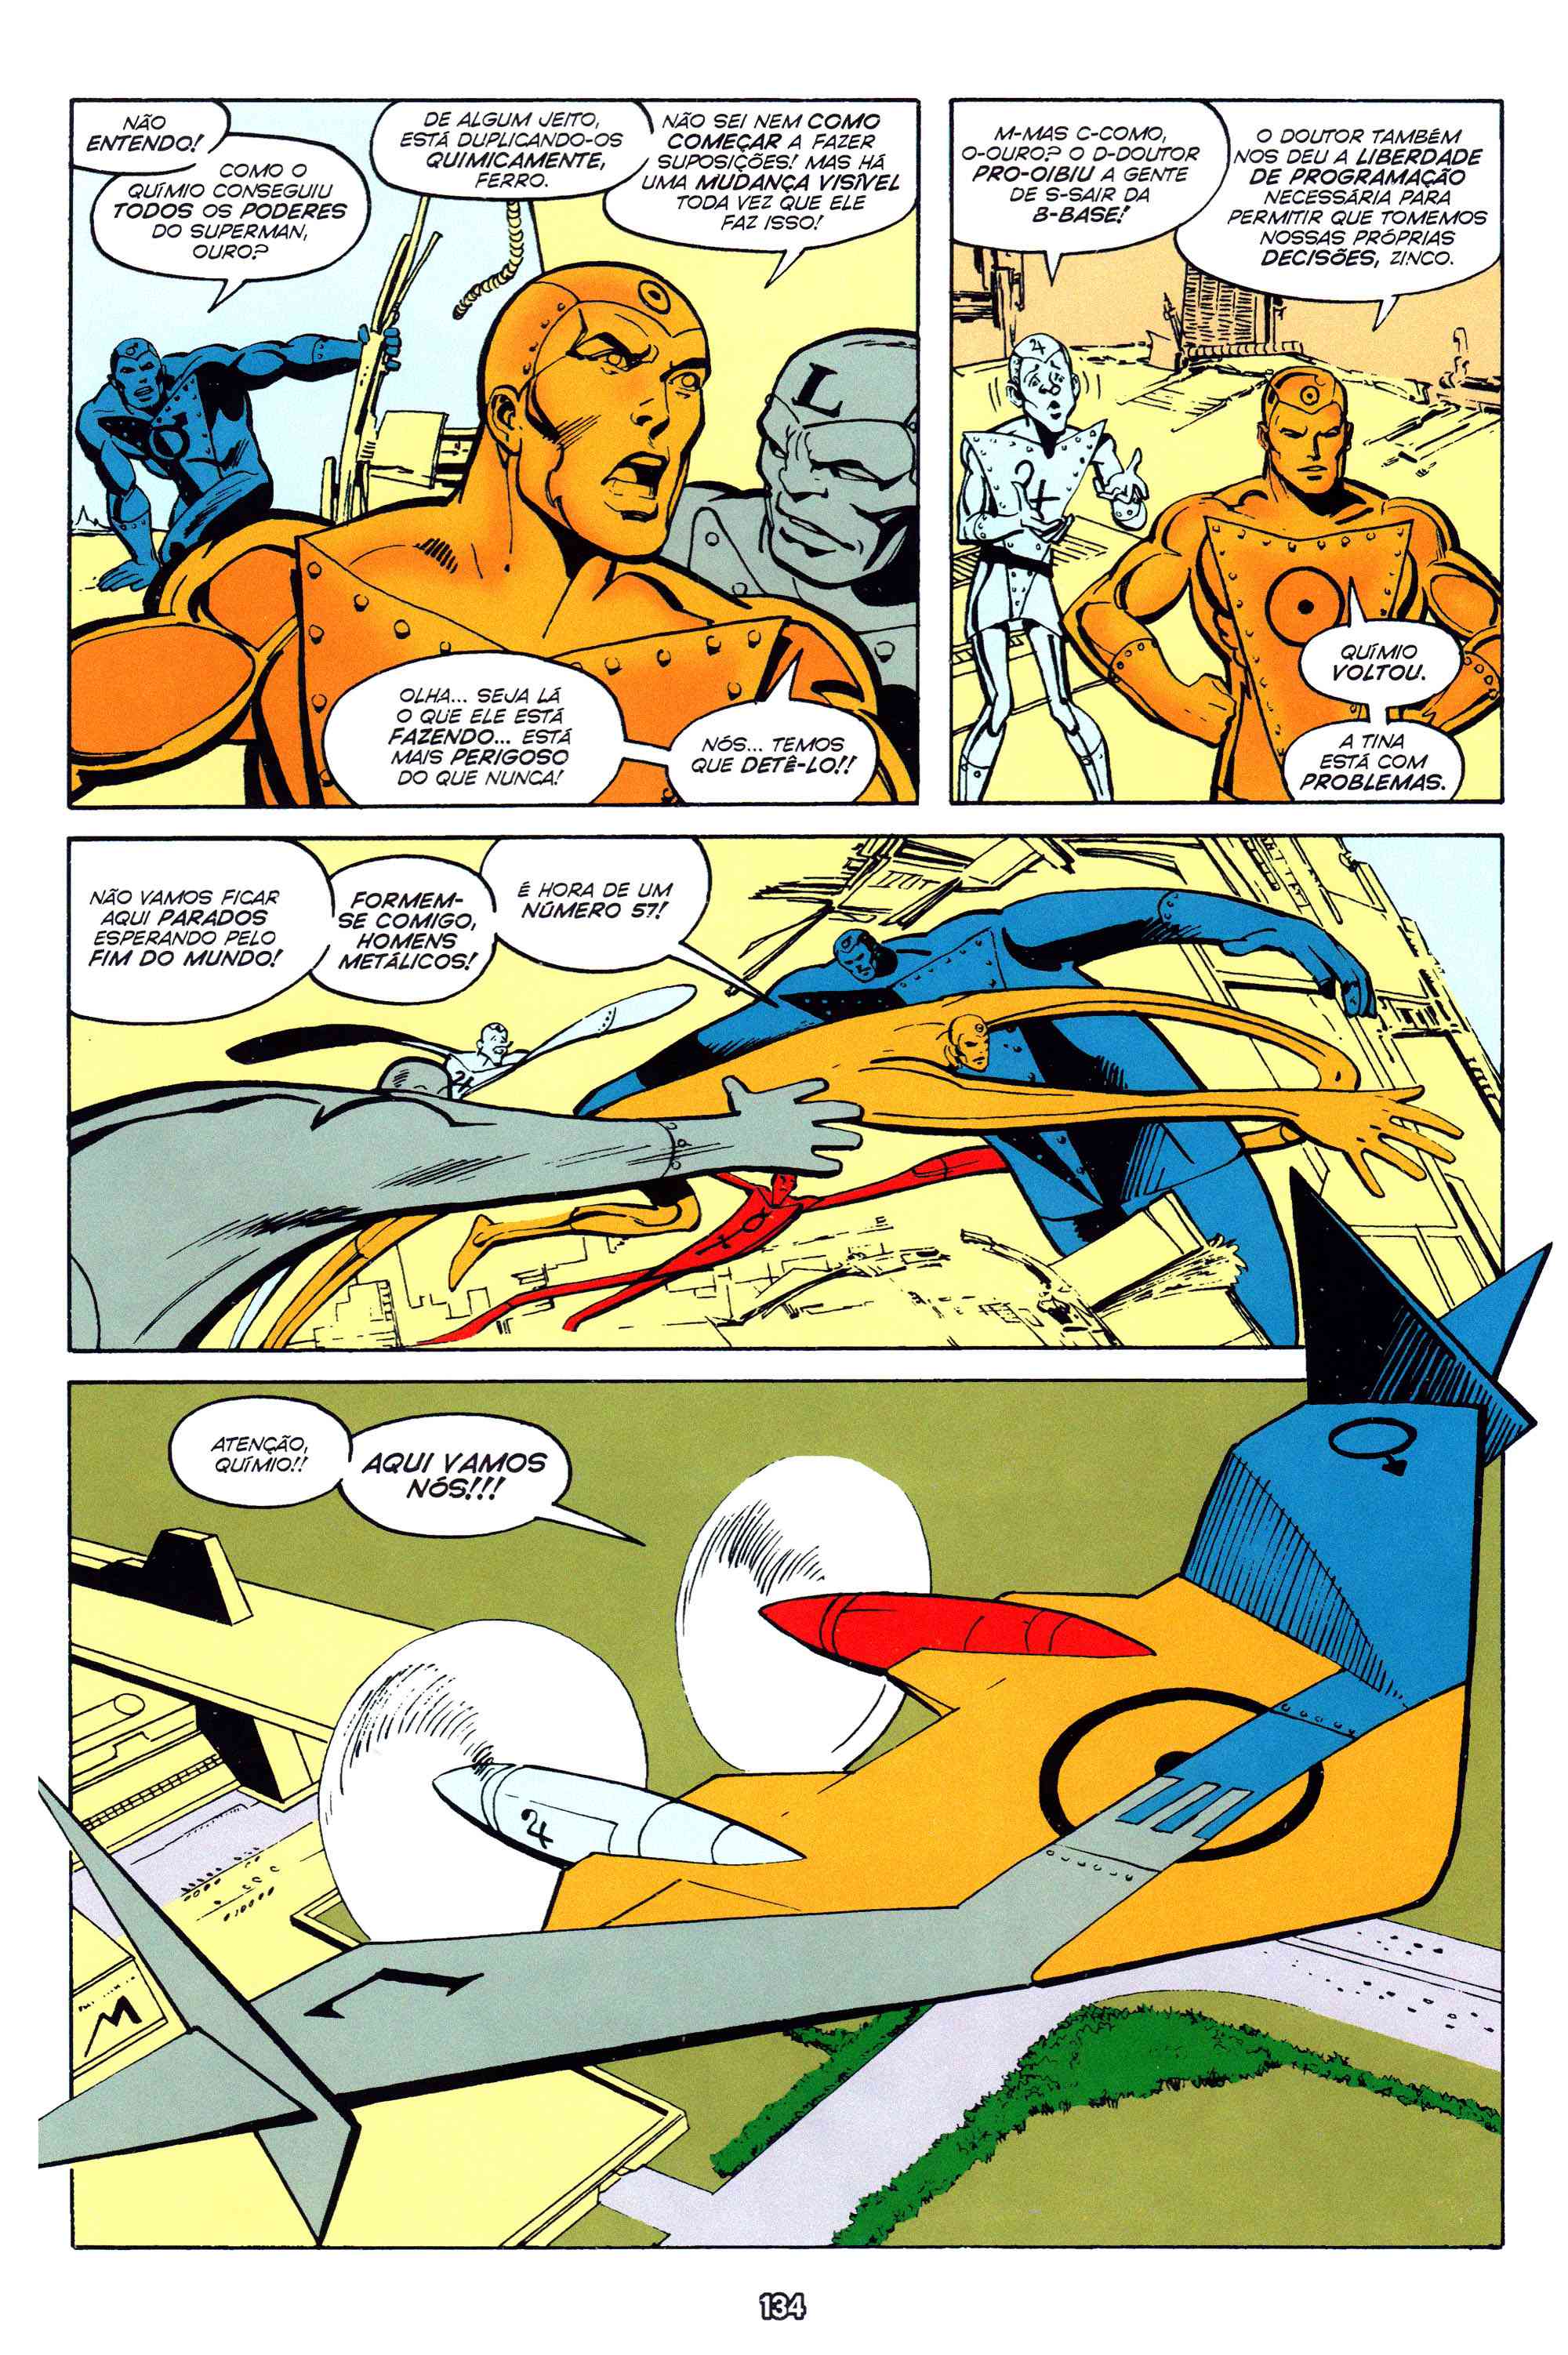 NÃO
ENTENDO!
COMO O
QUÍMIO CONSEGUIU
TODOS OS PODERES
DO SUPERMAN,
OURO?
DE ALGUM JEITO,
ESTÁ DUPLICANDO-OS
QUIMICAMENTE,
FERRO.
NÃO SEI NEM COMO
COMEÇAR A FAZER
SUPOSIÇÕES! MAS HÁ
UMA MUDANÇA VISÍVEL
TODA VEZ QUE ELE
FAZ ISSO!
L
OLHA... SEJA LÁ
O QUE ELE ESTÁ
FAZENDO... ESTÁ
MAIS PERIGOSO
DO QUE NUNCA!
NÓS... TEMOS
QUE DETÊ-LO!!
M-MAS C-COMO,
O-OURO? O D-DOUTOR
PRO-OIBIU A GENTE
DE S-SAIR DA
B-BASE!
O DOUTOR TAMBÉM
NOS DEU A LIBERDADE
DE PROGRAMAÇÃO
NECESSÁRIA PARA
PERMITIR QUE TOMEMOS
NOSSAS PRÓPRIAS
DECISÕES, ZINCO.
QUÍMIO
VOLTOU.
A TINA
ESTÁ COM
PROBLEMAS.
NÃO VAMOS FICAR
AQUI PARADOS
ESPERANDO PELO
FIM DO MUNDO!
FORMEM-
SE COMIGO,
HOMENS
METÁLICOS!
É HORA DE UM
NÚMERO 57!
ATENÇÃO,
QUÍMIO!!
AQUI VAMOS
NÓS!!!
L
M
134